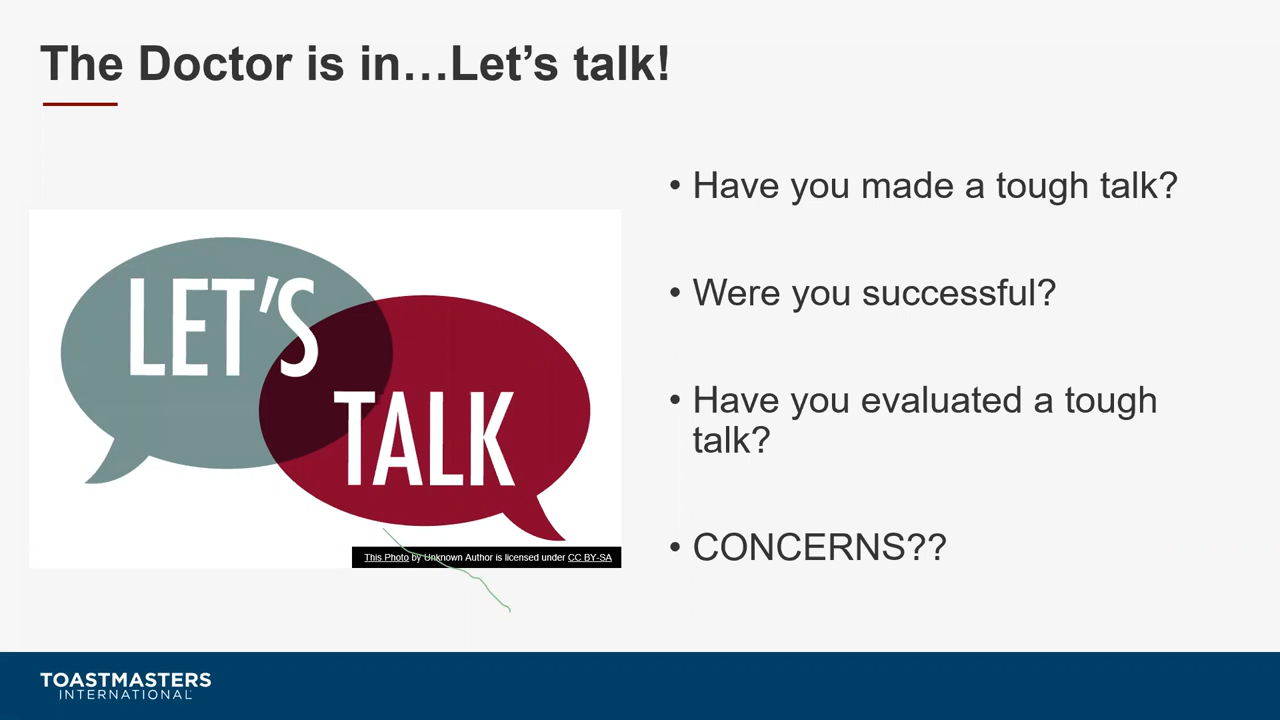 The Doctor is in…Let’s talk!
LET’S
TALK
This Photo by Unknown Author is licensed under CC BY-SA
• Have you made a tough talk?
• Were you successful?
• Have you evaluated a tough
talk?
• CONCERNS??
TOASTMASTERS
INTERNATIONAL